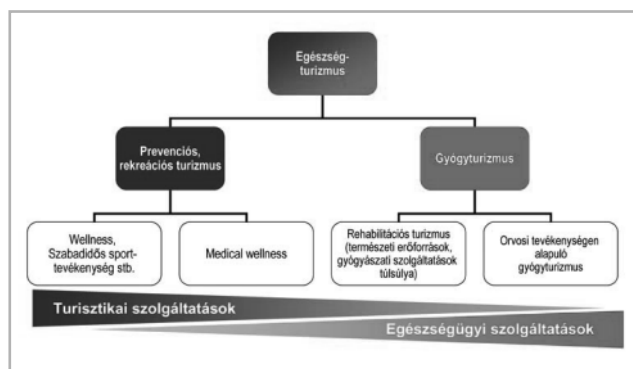 Egészség-
turizmus
Prevenciós,
rekreációs turizmus
Gyógyturizmus
Wellness,
Szabadidős sport-
tevékenység stb.
Medical wellness
Rehabilitációs turizmus
(természeti erőforrások,
gyógyászati szolgáltatások
túlsúlya)
Orvosi tevékenységen
alapuló
gyógyturizmus
Turisztikai szolgáltatások
Egészségügyi szolgáltatások